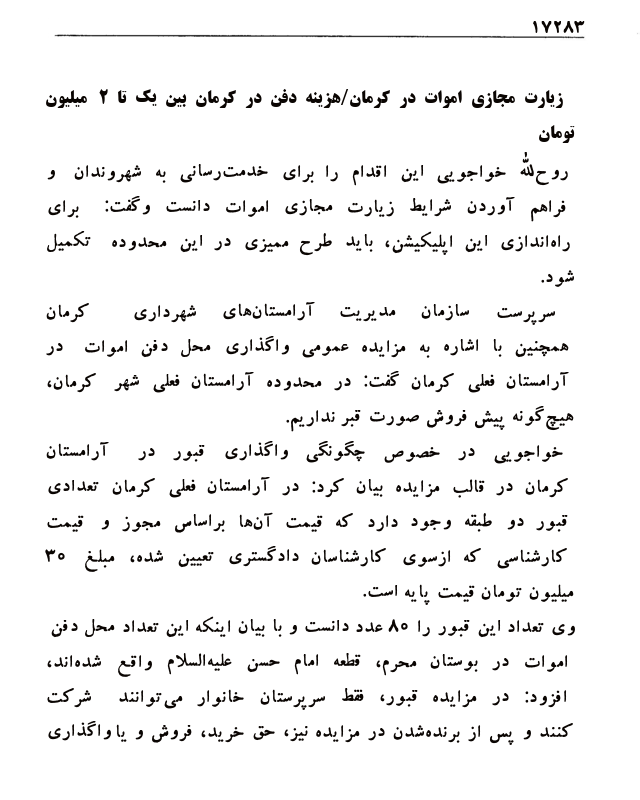 ۱۷۲۸۳
زیارت مجازی اموات در کرمان/هزینه دفن در کرمان بین یک تا ۲ میلیون
تومان
روح‌الله خواجویی این اقدام را برای خدمت‌رسانی به شهروندان و
فراهم آوردن شرایط زیارت مجازی اموات دانست وگفت: برای
راه‌اندازی این اپلیکیشن، باید طرح ممیزی در این محدوده تکمیل
شود.
سرپرست سازمان مدیریت آرامستان‌های شهرداری کرمان
همچنین با اشاره به مزایده عمومی واگذاری محل دفن اموات در
آرامستان فعلی کرمان گفت: در محدوده آرامستان فعلی شهر کرمان،
هیچ‌گونه پیش فروش صورت قبر نداریم.
خواجویی در خصوص چگونگی واگذاری قبور در آرامستان
کرمان در قالب مزایده بیان کرد: در آرامستان فعلی کرمان تعدادی
قبور دو طبقه وجود دارد که قیمت آن‌ها براساس مجوز و قیمت
کارشناسی که ازسوی کارشناسان دادگستری تعیین شده، مبلغ ۳۰
میلیون تومان قیمت پایه است.
وی تعداد این قبور را ۸۰ عدد دانست و با بیان اینکه این تعداد محل دفن
اموات در بوستان محرم، قطعه امام حسن علیه‌السلام واقع شده‌اند،
افزود: در مزایده قبور، فقط سرپرستان خانوار می‌توانند شرکت
کنند و پس از برنده‌شدن در مزایده نیز، حق خرید، فروش و یا واگذاری